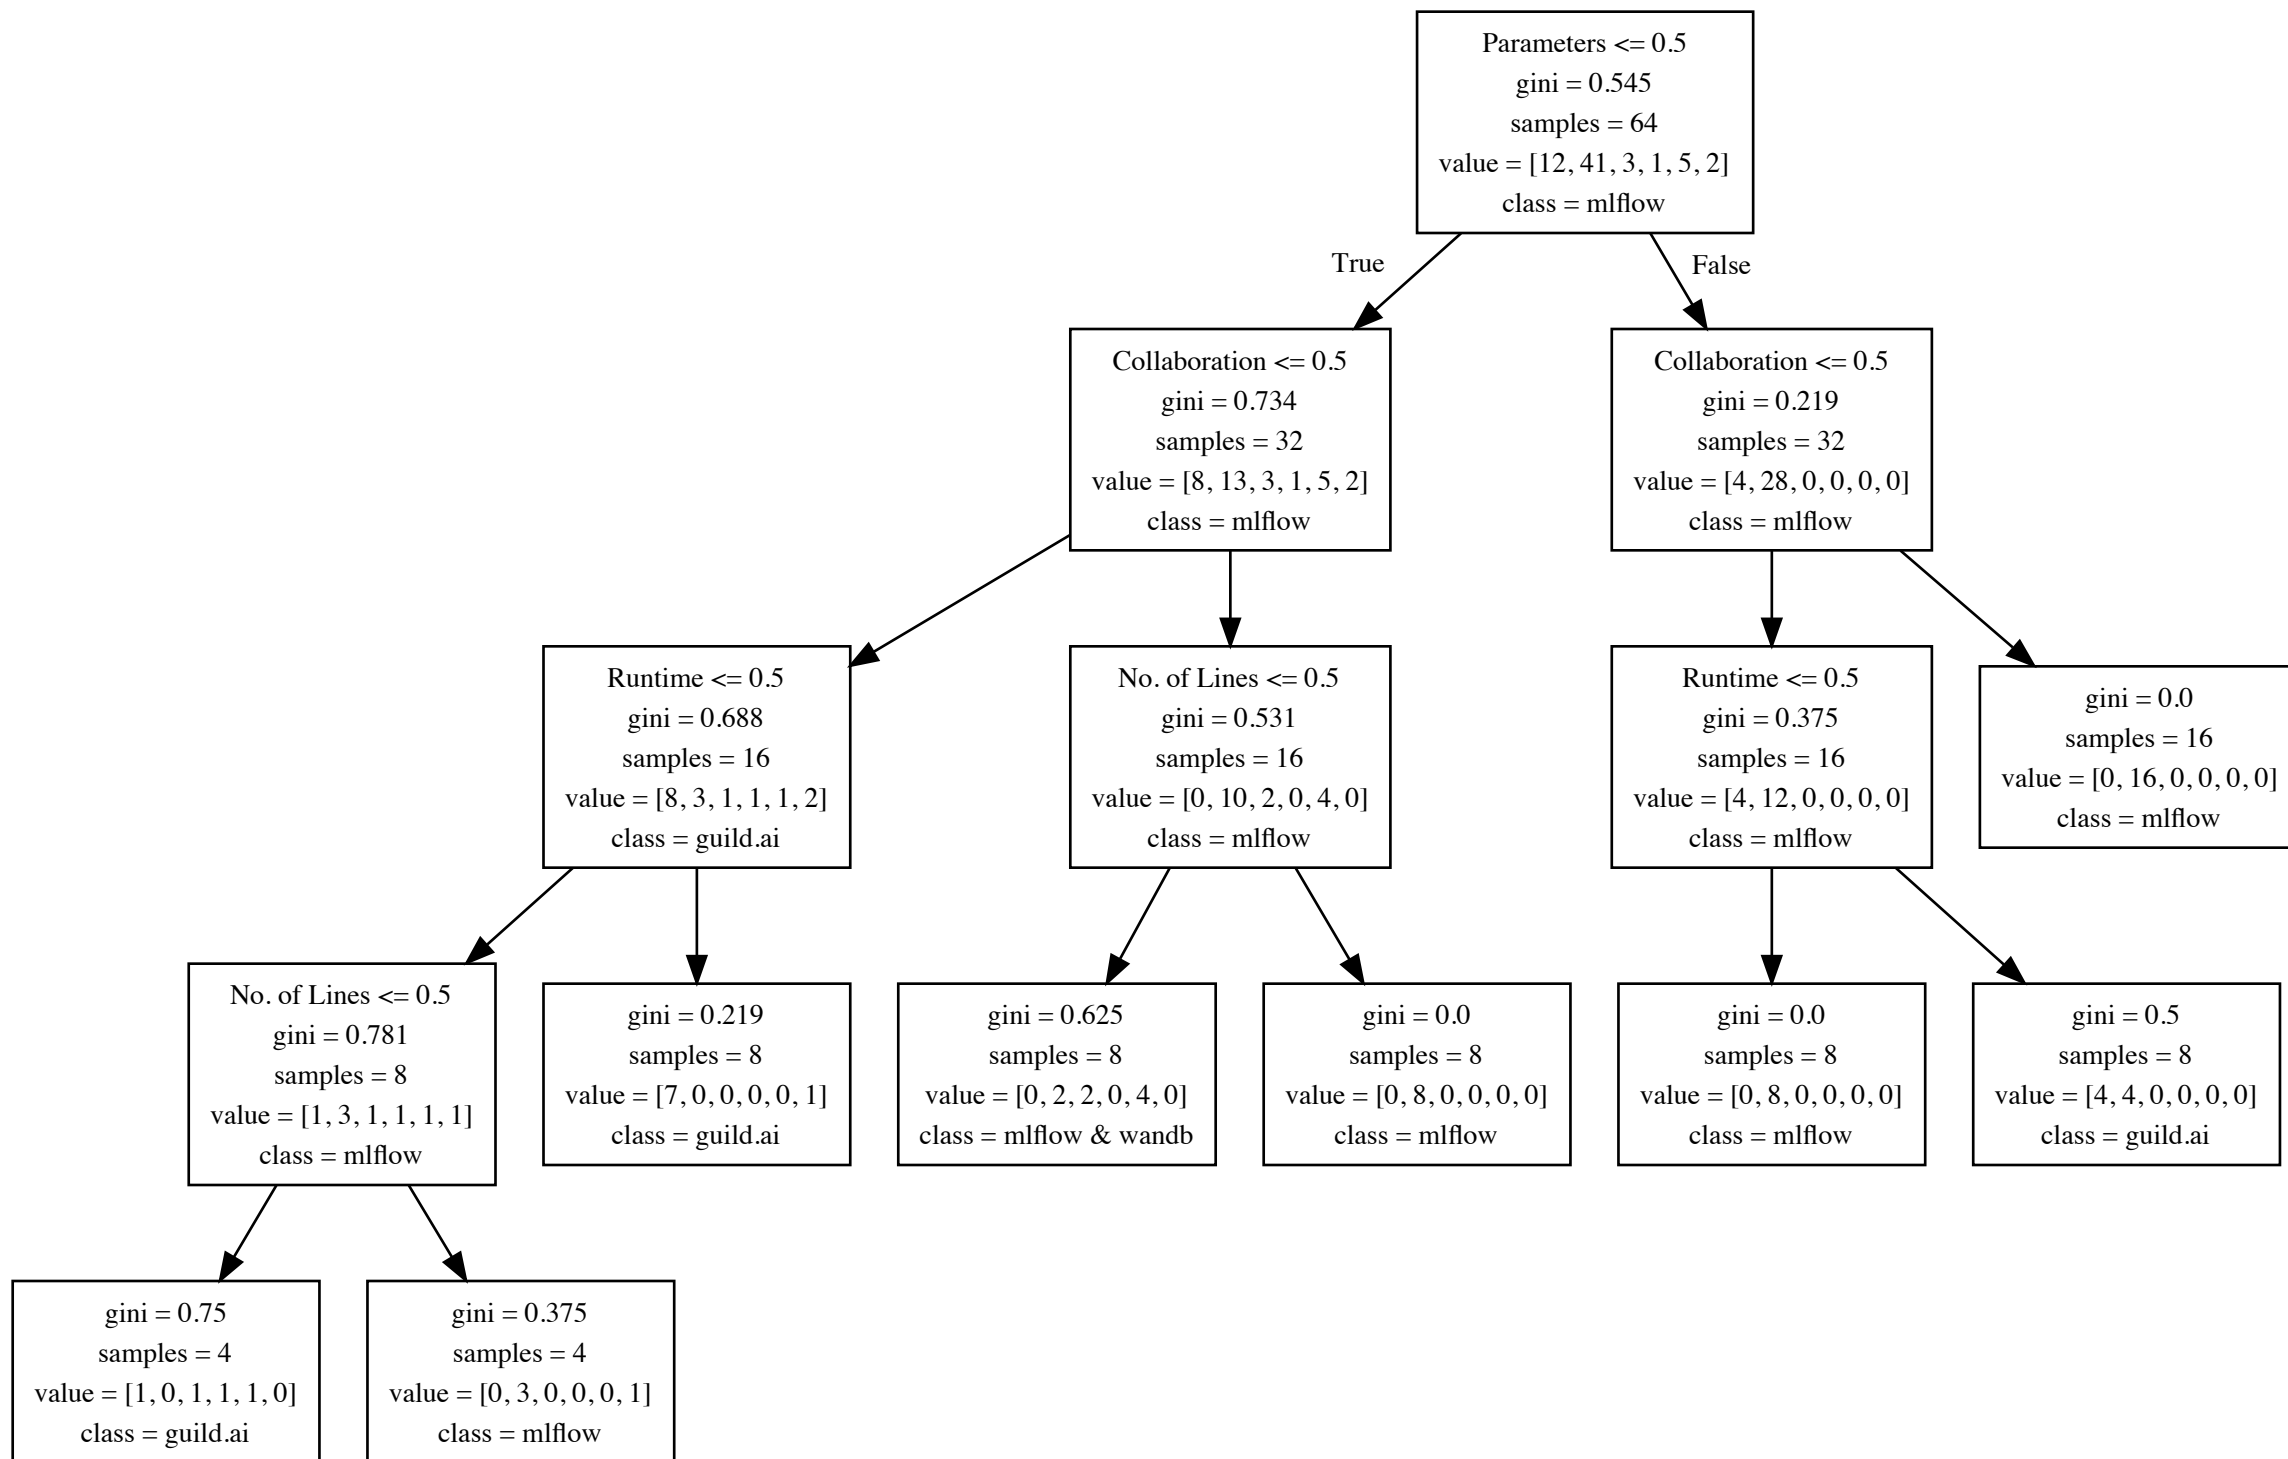 Parameters <= 0.5
gini = 0.545
samples = 64
value = [12, 41, 3, 1, 5, 2]
class = mlflow
True
False
Collaboration <= 0.5
gini = 0.734
samples = 32
value = [8, 13, 3, 1, 5, 2]
class = mlflow
Collaboration <= 0.5
gini = 0.219
samples = 32
value = [4, 28, 0, 0, 0, 0]
class = mlflow
Runtime <= 0.5
gini = 0.688
samples = 16
value = [8, 3, 1, 1, 1, 2]
class = guild.ai
No. of Lines <= 0.5
gini = 0.531
samples = 16
value = [0, 10, 2, 0, 4, 0]
class = mlflow
Runtime <= 0.5
gini = 0.375
samples = 16
value = [4, 12, 0, 0, 0, 0]
class = mlflow
gini = 0.0
samples = 16
value = [0, 16, 0, 0, 0, 0]
class = mlflow
No. of Lines <= 0.5
gini = 0.781
samples = 8
value = [1, 3, 1, 1, 1, 1]
class = mlflow
gini = 0.219
samples = 8
value = [7, 0, 0, 0, 0, 1]
class = guild.ai
gini = 0.625
samples = 8
value = [0, 2, 2, 0, 4, 0]
class = mlflow & wandb
gini = 0.0
samples = 8
value = [0, 8, 0, 0, 0, 0]
class = mlflow
gini = 0.0
samples = 8
value = [0, 8, 0, 0, 0, 0]
class = mlflow
gini = 0.5
samples = 8
value = [4, 4, 0, 0, 0, 0]
class = guild.ai
gini = 0.75
samples = 4
value = [1, 0, 1, 1, 1, 0]
class = guild.ai
gini = 0.375
samples = 4
value = [0, 3, 0, 0, 0, 1]
class = mlflow